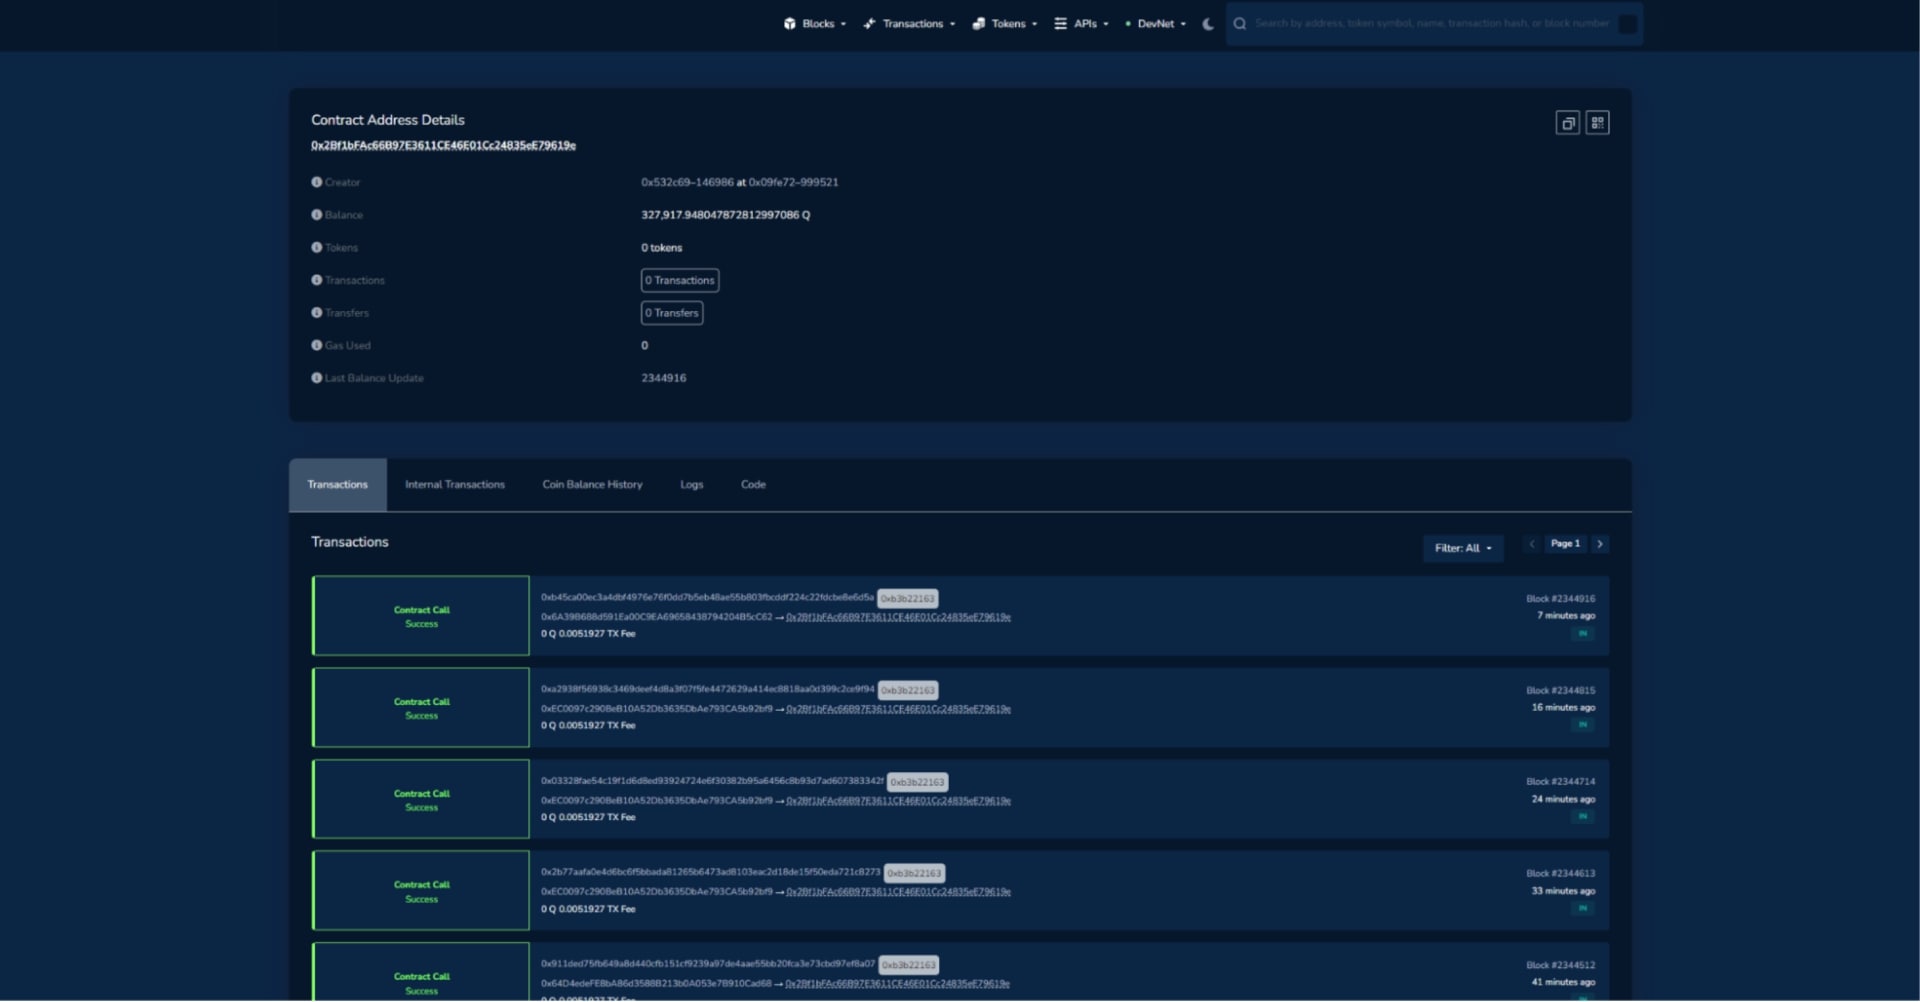 Blocks Transactions Tokens APIs DevNet Search by address, token symbol, name, transaction hash, or block number
Contract Address Details
0x2Bf1bFAc66B97E3611CE46E01Cc24835eE79619e
Creator 0x532c69–146986 at 0x09fe72–999521
Balance 327,917.948047872812997086 Q
Tokens 0 tokens
Transactions 0 Transactions
Transfers 0 Transfers
Gas Used 0
Last Balance Update 2344916
Transactions Internal Transactions Coin Balance History Logs Code
Transactions
Filter: All Page 1
Contract Call
Success
0xb45ca00ec3a4dbf4976e76f0dd7b5eb48ae55b803fbcddf224c22fdcbe8e6d5a 0xb3b22163
0x6A39B688d591Ea00C9EA69658438794204B5cC62 → 0x2Bf1bFAc66B97E3611CE46E01Cc24835eE79619e
0 Q 0.0051927 TX Fee
Block #2344916
7 minutes ago
IN
Contract Call
Success
0xa2938f56938c3469deef4d8a3f07f5fe4472629a414ec8818aa0d399c2ce9f94 0xb3b22163
0xEC0097c290BeB10A52Db3635DbAe793CA5b92bf9 → 0x2Bf1bFAc66B97E3611CE46E01Cc24835eE79619e
0 Q 0.0051927 TX Fee
Block #2344815
16 minutes ago
IN
Contract Call
Success
0x03328fae54c19f1d6d8ed93924724e6f30382b95a6456c8b93d7ad607383342f 0xb3b22163
0xEC0097c290BeB10A52Db3635DbAe793CA5b92bf9 → 0x2Bf1bFAc66B97E3611CE46E01Cc24835eE79619e
0 Q 0.0051927 TX Fee
Block #2344714
24 minutes ago
IN
Contract Call
Success
0x2b77aafa0e4d6bc6f5bbada81265b6473ad8103eac2d18de15f50eda721c8273 0xb3b22163
0xEC0097c290BeB10A52Db3635DbAe793CA5b92bf9 → 0x2Bf1bFAc66B97E3611CE46E01Cc24835eE79619e
0 Q 0.0051927 TX Fee
Block #2344613
33 minutes ago
IN
Contract Call
Success
0x911ded75fb649a8d440cfb151cf9239a97de4aae55bb20fca3e73cbd97ef8a07 0xb3b22163
0x64D4edeFE8bA86d3588B213b0A053e7B910Cad68 → 0x2Bf1bFAc66B97E3611CE46E01Cc24835eE79619e
0 Q 0.0051927 TX Fee
Block #2344512
41 minutes ago